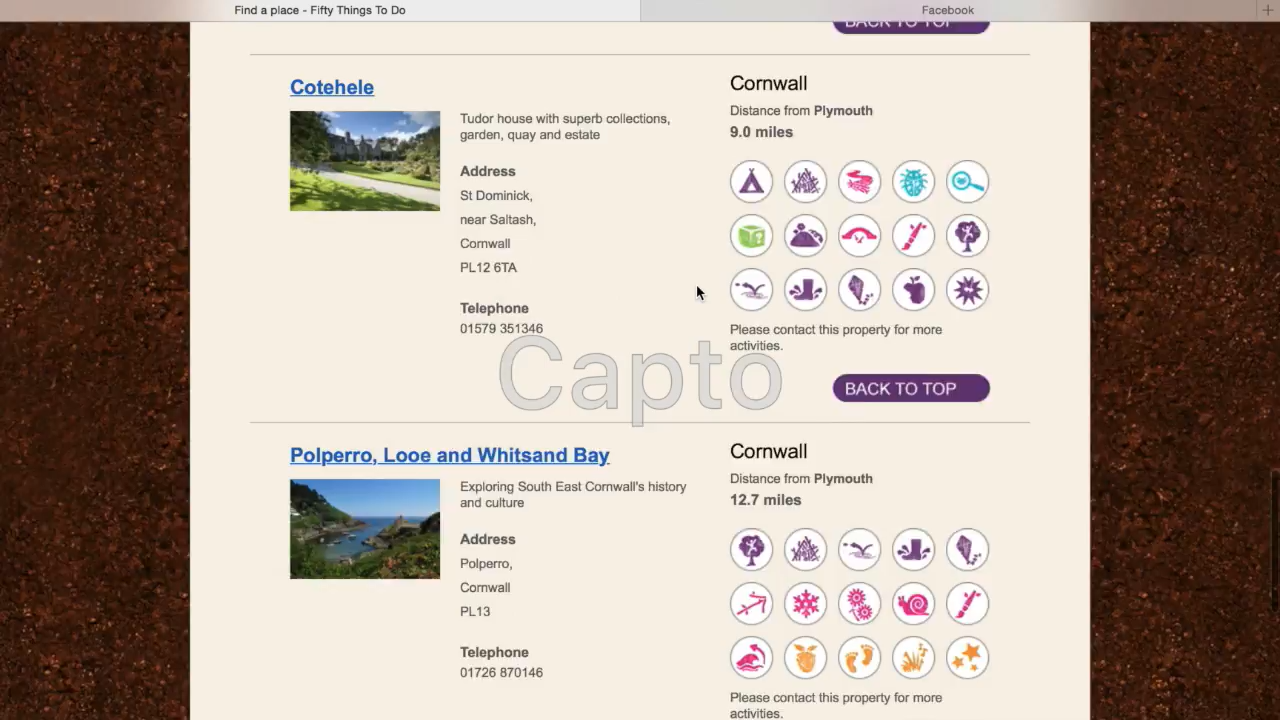 Find a place - Fifty Things To Do
Facebook
BACK TO TOP
Cotehele
Tudor house with superb collections,
garden, quay and estate
Address
St Dominick,
near Saltash,
Cornwall
PL12 6TA
Telephone
01579 351346
Cornwall
Distance from Plymouth
9.0 miles
Please contact this property for more
activities.
Capto
BACK TO TOP
Polperro, Looe and Whitsand Bay
Exploring South East Cornwall's history
and culture
Address
Polperro,
Cornwall
PL13
Telephone
01726 870146
Cornwall
Distance from Plymouth
12.7 miles
Please contact this property for more
activities.